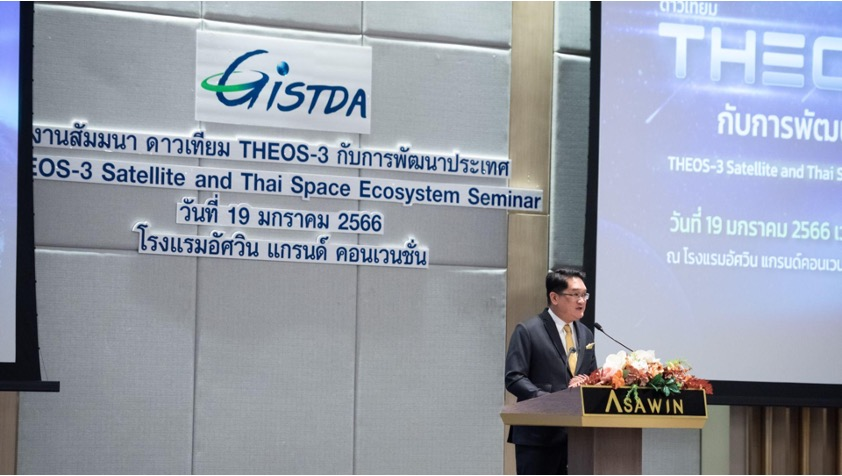 GISTDA
งานสัมมนา ดาวเทียม THEOS-3 กับการพัฒนาประเทศ
EOS-3 Satellite and Thai Space Ecosystem Seminar
วันที่ 19 มกราคม 2566
โรงแรมอัศวิน แกรนด์ คอนเวนชั่น
ดาวเทียม
THEO
กับการพัฒน
THEOS-3 Satellite and Thai S
วันที่ 19 มกราคม 2566 เว
ณ โรงแรมอัศวิน แกรนด์คอนเวน
ASAWIN